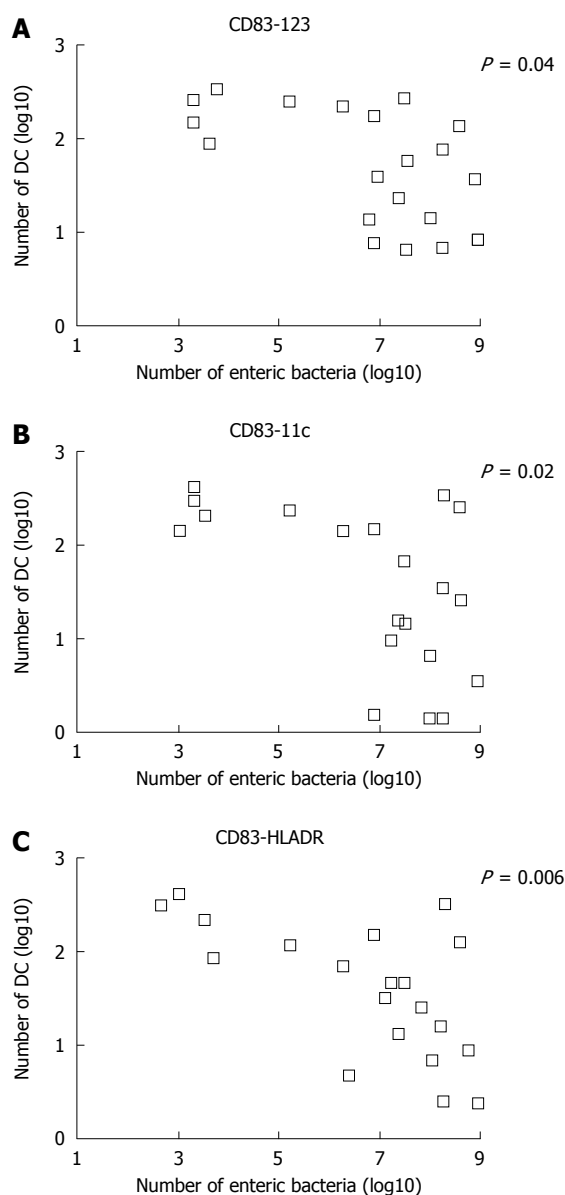 A
CD83-123
3
P = 0.04
2
1
0
Number of DC (log10)
1 3 5 7 9
Number of enteric bacteria (log10)
B
CD83-11c
3
P = 0.02
2
1
0
Number of DC (log10)
1 3 5 7 9
Number of enteric bacteria (log10)
C
CD83-HLADR
3
P = 0.006
2
1
0
Number of DC (log10)
1 3 5 7 9
Number of enteric bacteria (log10)